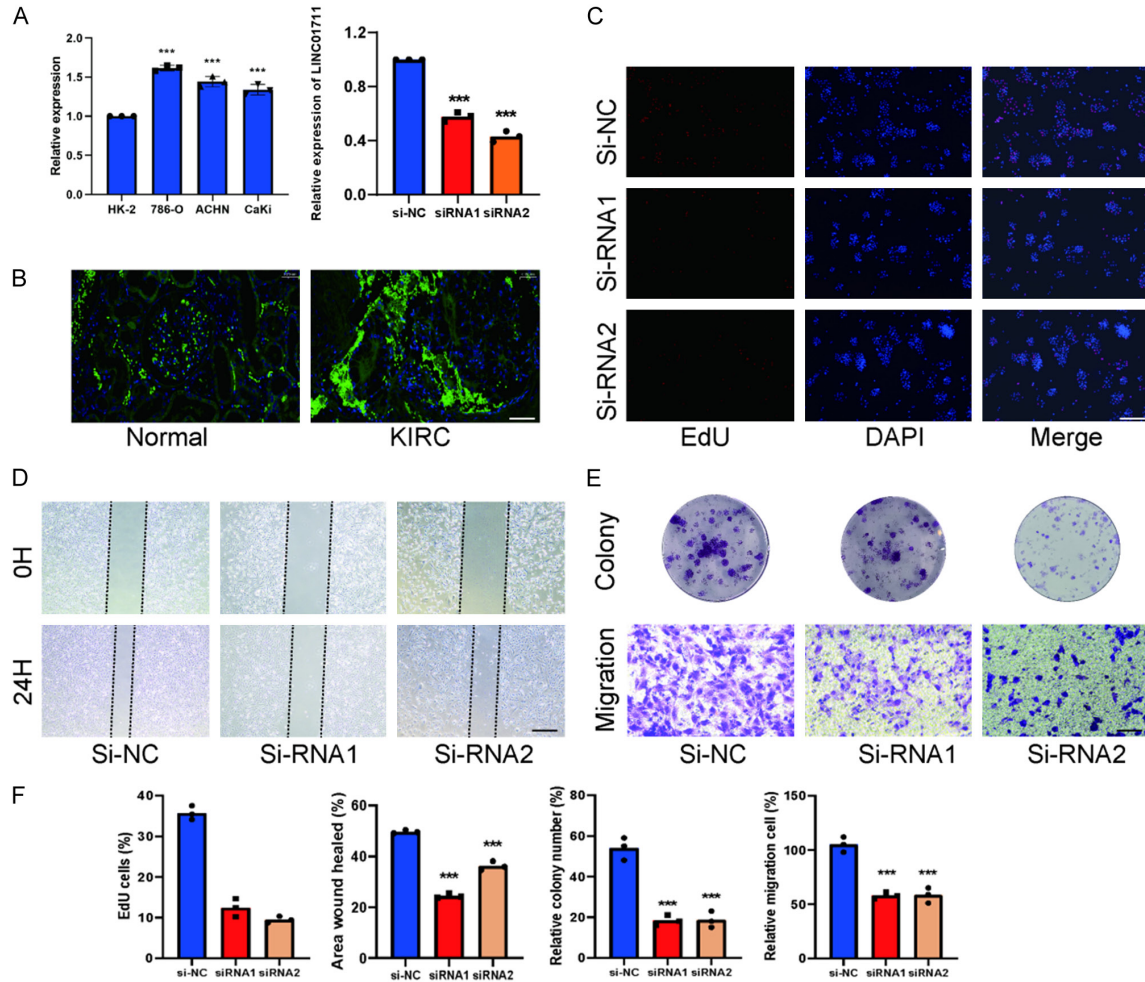 A
Relative expression
2.0
1.5
1.0
0.5
0.0
***
***
***
HK-2
786-O
ACHN
CaKi
Relative expression of LINC01711
1.2
0.8
0.4
0.0
***
***
si-NC
siRNA1
siRNA2
B
Normal
KIRC
C
Si-NC
Si-RNA1
Si-RNA2
EdU
DAPI
Merge
D
0H
24H
Si-NC
Si-RNA1
Si-RNA2
E
Colony
Migration
Si-NC
Si-RNA1
Si-RNA2
F
EdU cells (%)
40
30
20
10
0
si-NC
siRNA1
siRNA2
Area wound healed (%)
60
40
20
0
***
***
si-NC
siRNA1
siRNA2
Relative colony number (%)
80
60
40
20
0
***
***
si-NC
siRNA1
siRNA2
Relative migration cell (%)
150
100
50
0
***
***
si-NC
siRNA1
siRNA2